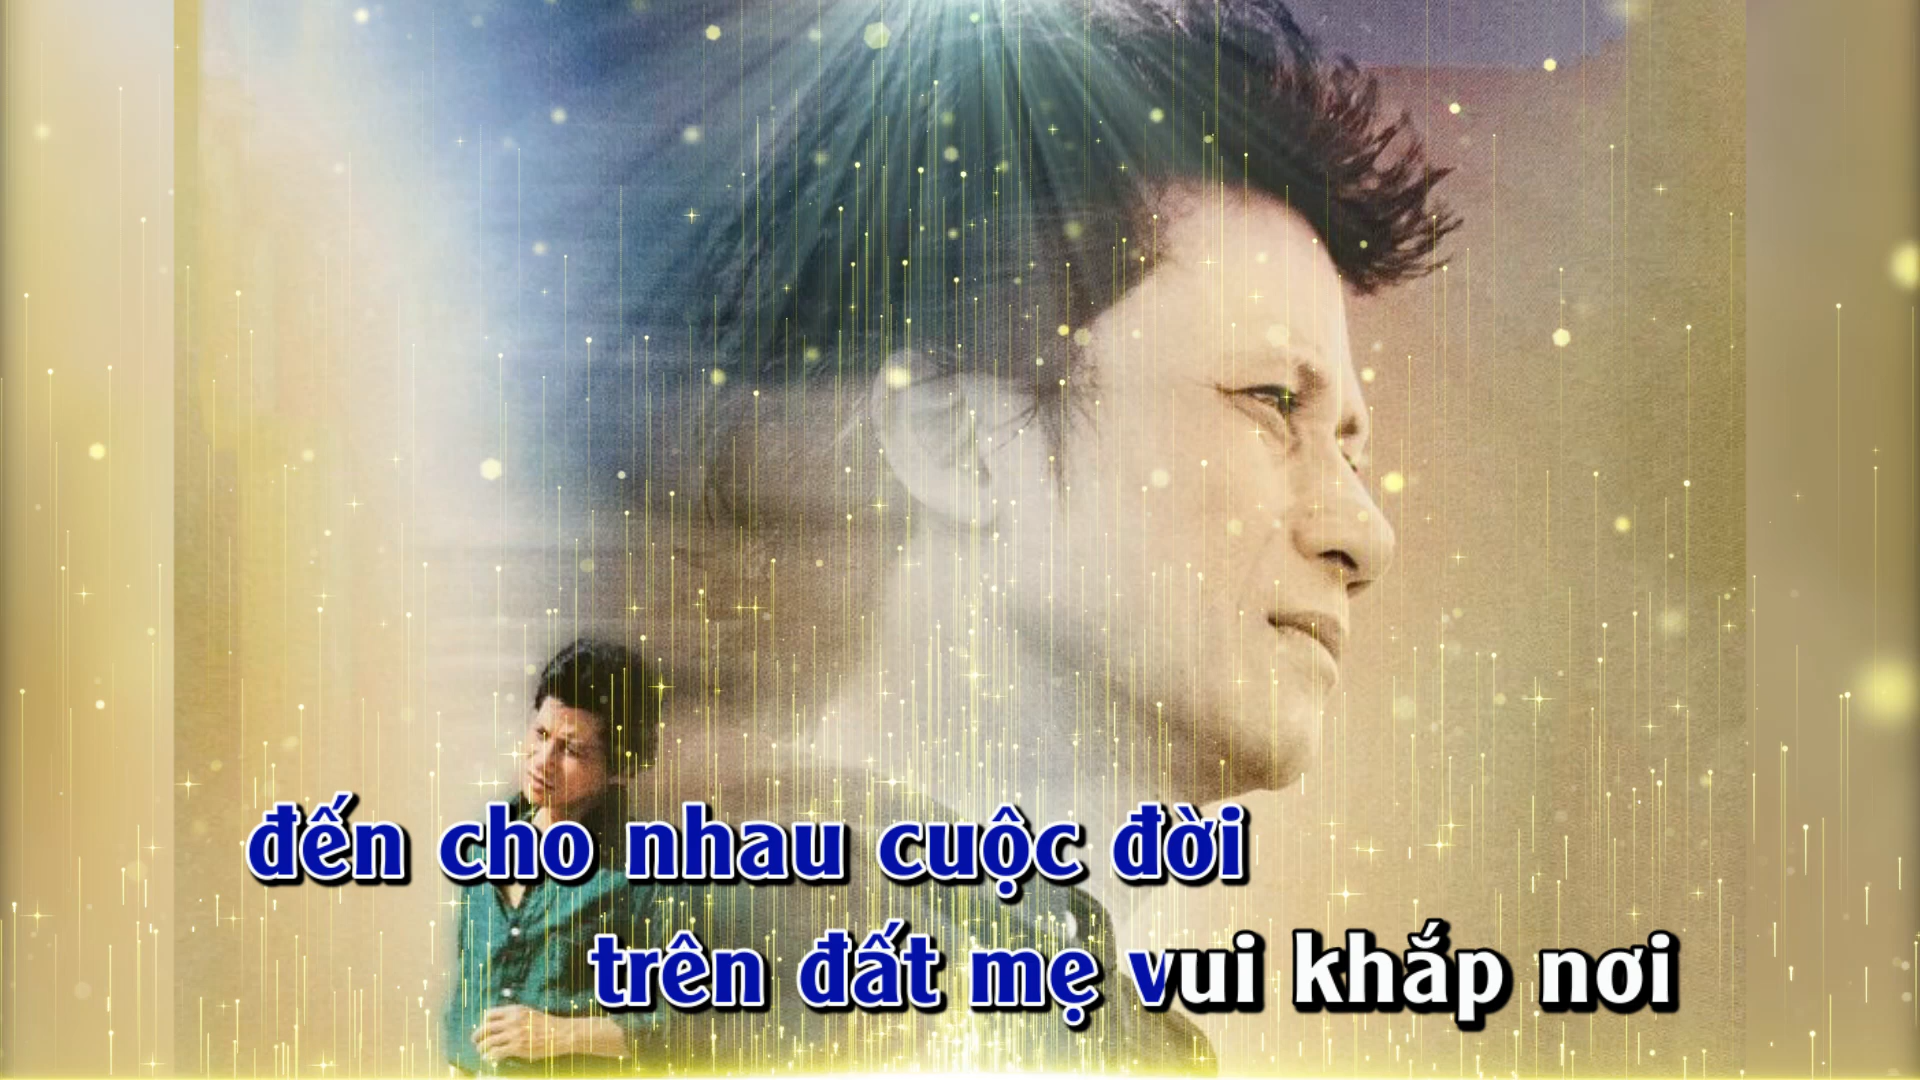 đến cho nhau cuộc đời
trên đất mẹ vui khắp nơi